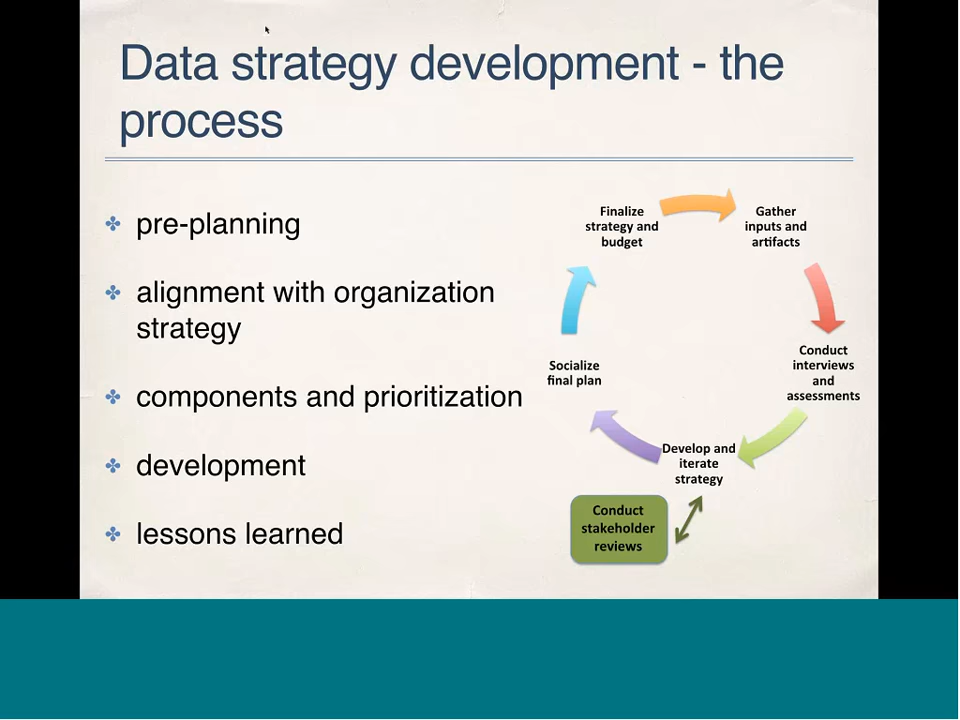 Data strategy development - the
process
pre-planning
alignment with organization
strategy
components and prioritization
development
lessons learned
Finalize
strategy and
budget
Gather
inputs and
artifacts
Conduct
interviews
and
assessments
Develop and
iterate
strategy
Conduct
stakeholder
reviews
Socialize
final plan